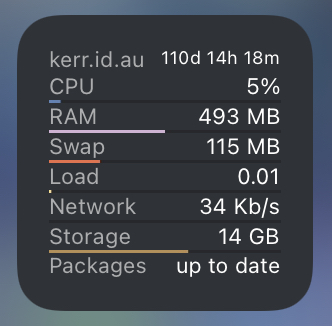 kerr.id.au 110d 14h 18m
CPU 5%
RAM 493 MB
Swap 115 MB
Load 0.01
Network 34 Kb/s
Storage 14 GB
Packages up to date